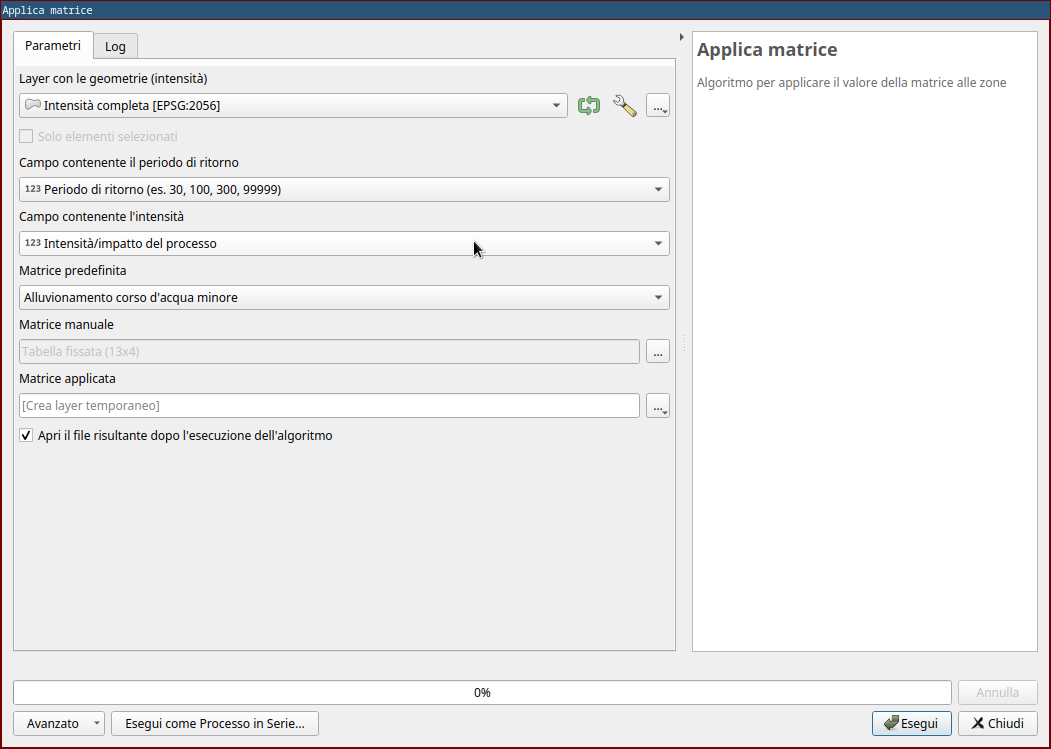 Applica matrice
Parametri
Log
Layer con le geometrie (intensità)
Intensità completa [EPSG:2056]
...
Solo elementi selezionati
Campo contenente il periodo di ritorno
123 Periodo di ritorno (es. 30, 100, 300, 99999)
Campo contenente l'intensità
123 Intensità/impatto del processo
Matrice predefinita
Alluvionamento corso d'acqua minore
Matrice manuale
Tabella fissata (13x4)
...
Matrice applicata
[Crea layer temporaneo]
...
Apri il file risultante dopo l'esecuzione dell'algoritmo
Applica matrice
Algoritmo per applicare il valore della matrice alle zone
0%
Annulla
Avanzato
Esegui come Processo in Serie...
Esegui
Chiudi